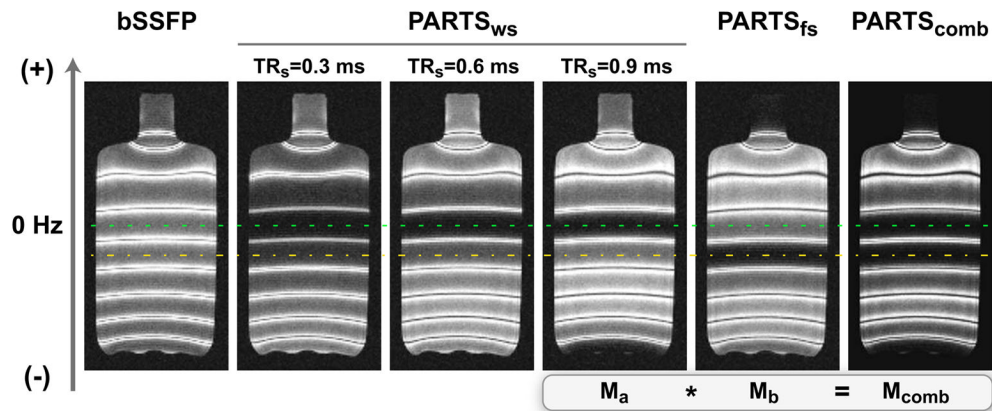 bSSFP PARTSws PARTSfs PARTScomb
TRs=0.3 ms TRs=0.6 ms TRs=0.9 ms
(+)
0 Hz
(-)
Ma * Mb = Mcomb